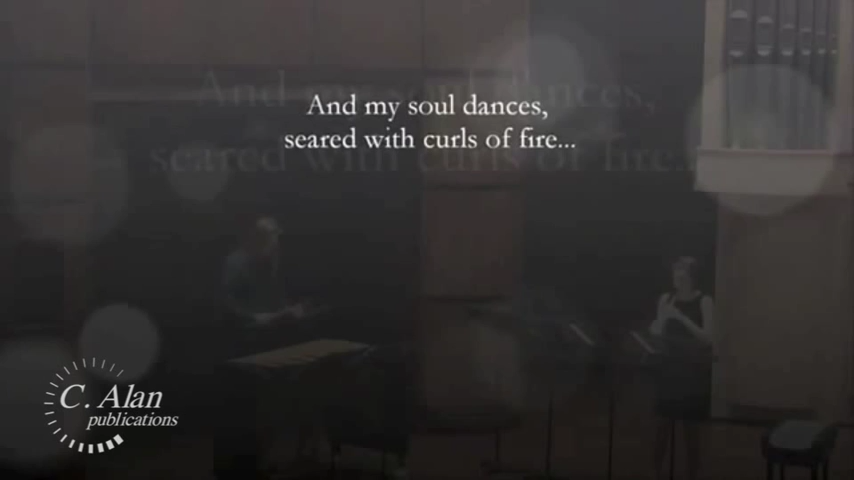 And my soul dances,
seared with curls of fire...
C. Alan
publications